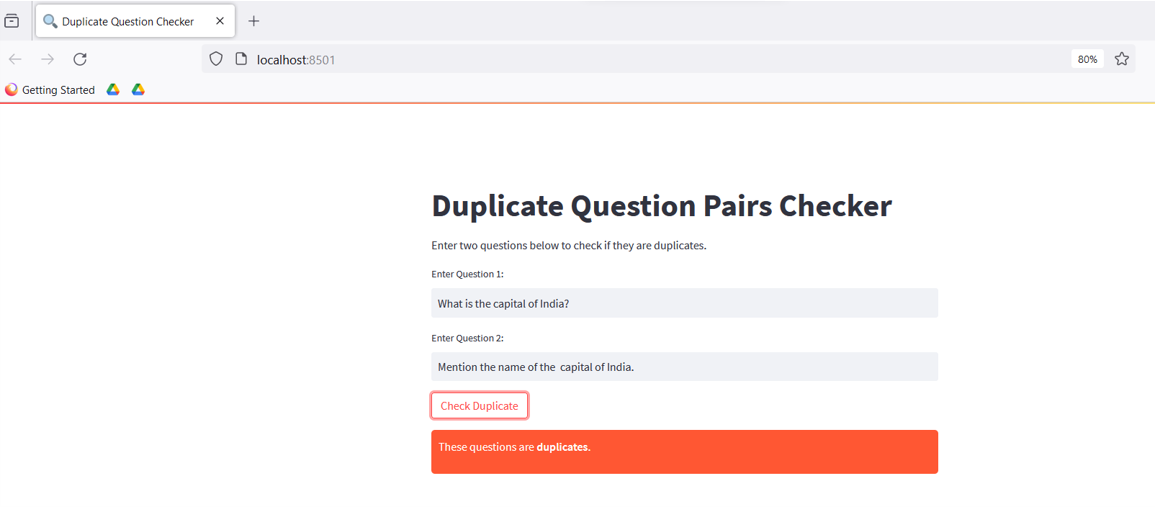 Duplicate Question Checker
localhost:8501
80%
Getting Started
Duplicate Question Pairs Checker
Enter two questions below to check if they are duplicates.
Enter Question 1:
What is the capital of India?
Enter Question 2:
Mention the name of the  capital of India.
Check Duplicate
These questions are duplicates.